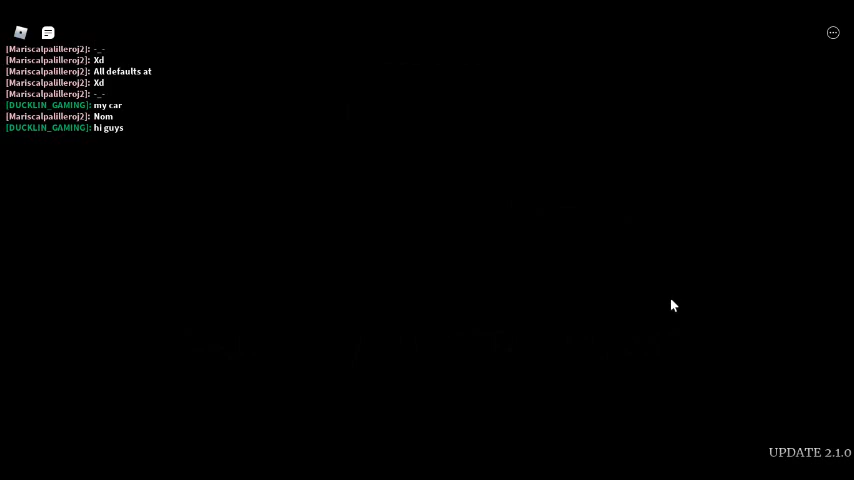 [Mariscalpalilleroj2]: -_-
[Mariscalpalilleroj2]: Xd
[Mariscalpalilleroj2]: All defaults at
[Mariscalpalilleroj2]: Xd
[Mariscalpalilleroj2]: -_-
[DUCKLIN_GAMING]: my car
[Mariscalpalilleroj2]: Nom
[DUCKLIN_GAMING]: hi guys
UPDATE 2.1.0